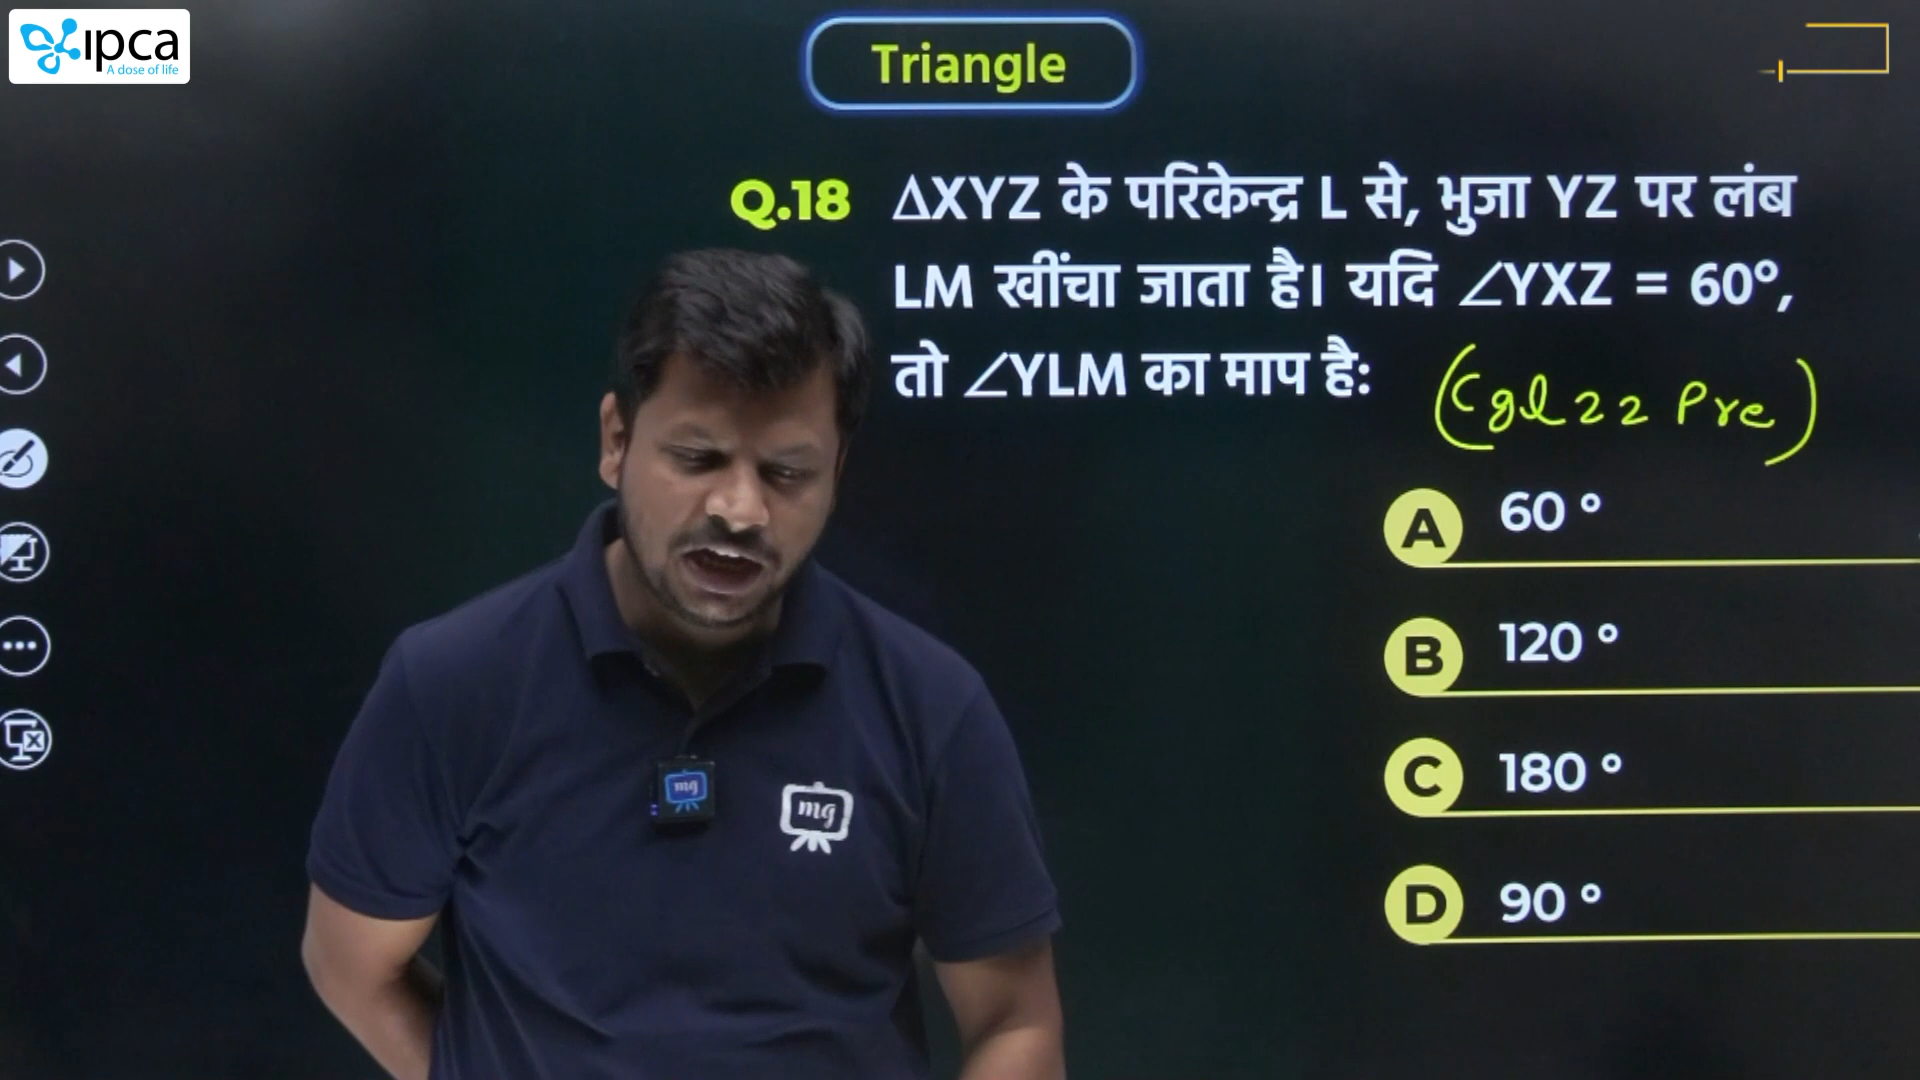 ipca
A dose of life
Triangle
Q.18 ΔXYZ के परिकेन्द्र L से, भुजा YZ पर लंब
LM खींचा जाता है। यदि ∠YXZ = 60°,
तो ∠YLM का माप है:
(Cgl 22 Pre)
A 60 °
B 120 °
C 180 °
D 90 °
mg
mg